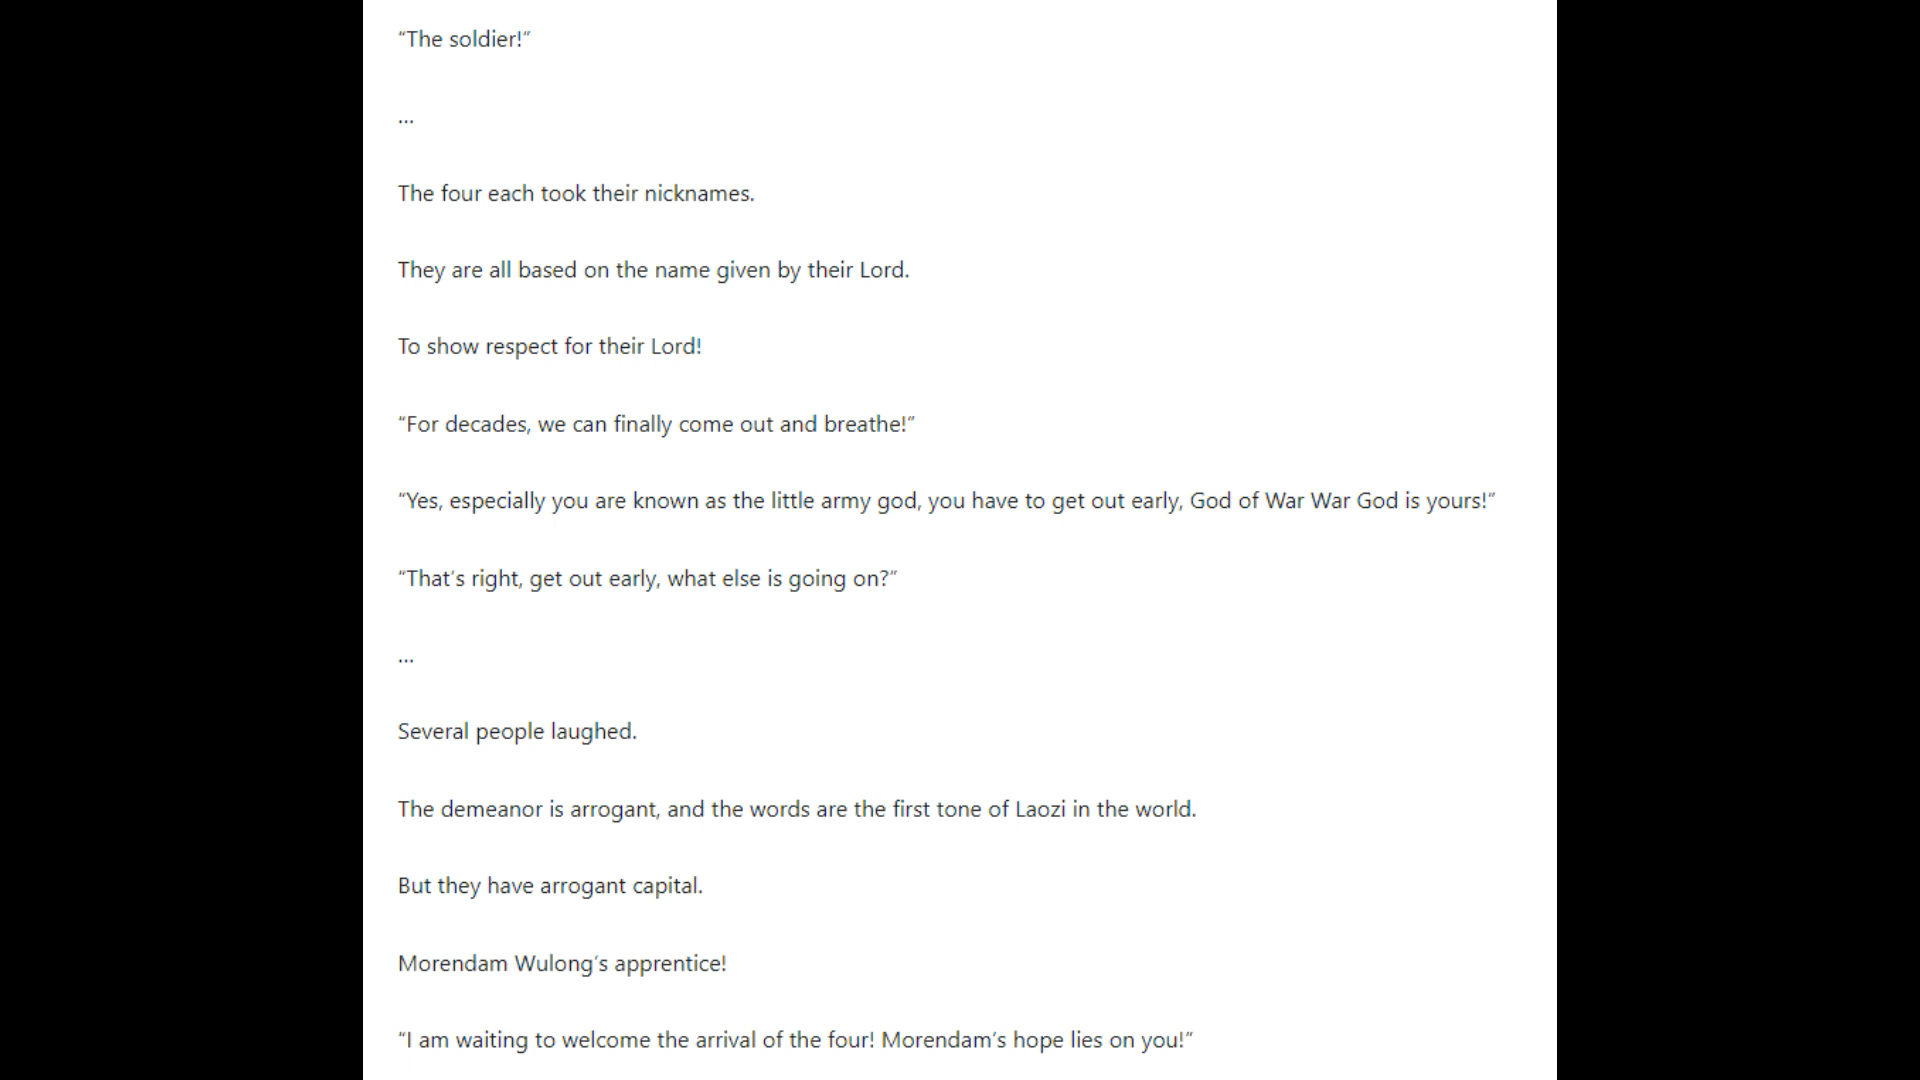 “The soldier!”
...
The four each took their nicknames.
They are all based on the name given by their Lord.
To show respect for their Lord!
“For decades, we can finally come out and breathe!”
“Yes, especially you are known as the little army god, you have to get out early, God of War War God is yours!”
“That’s right, get out early, what else is going on?”
...
Several people laughed.
The demeanor is arrogant, and the words are the first tone of Laozi in the world.
But they have arrogant capital.
Morendam Wulong’s apprentice!
“I am waiting to welcome the arrival of the four! Morendam’s hope lies on you!”